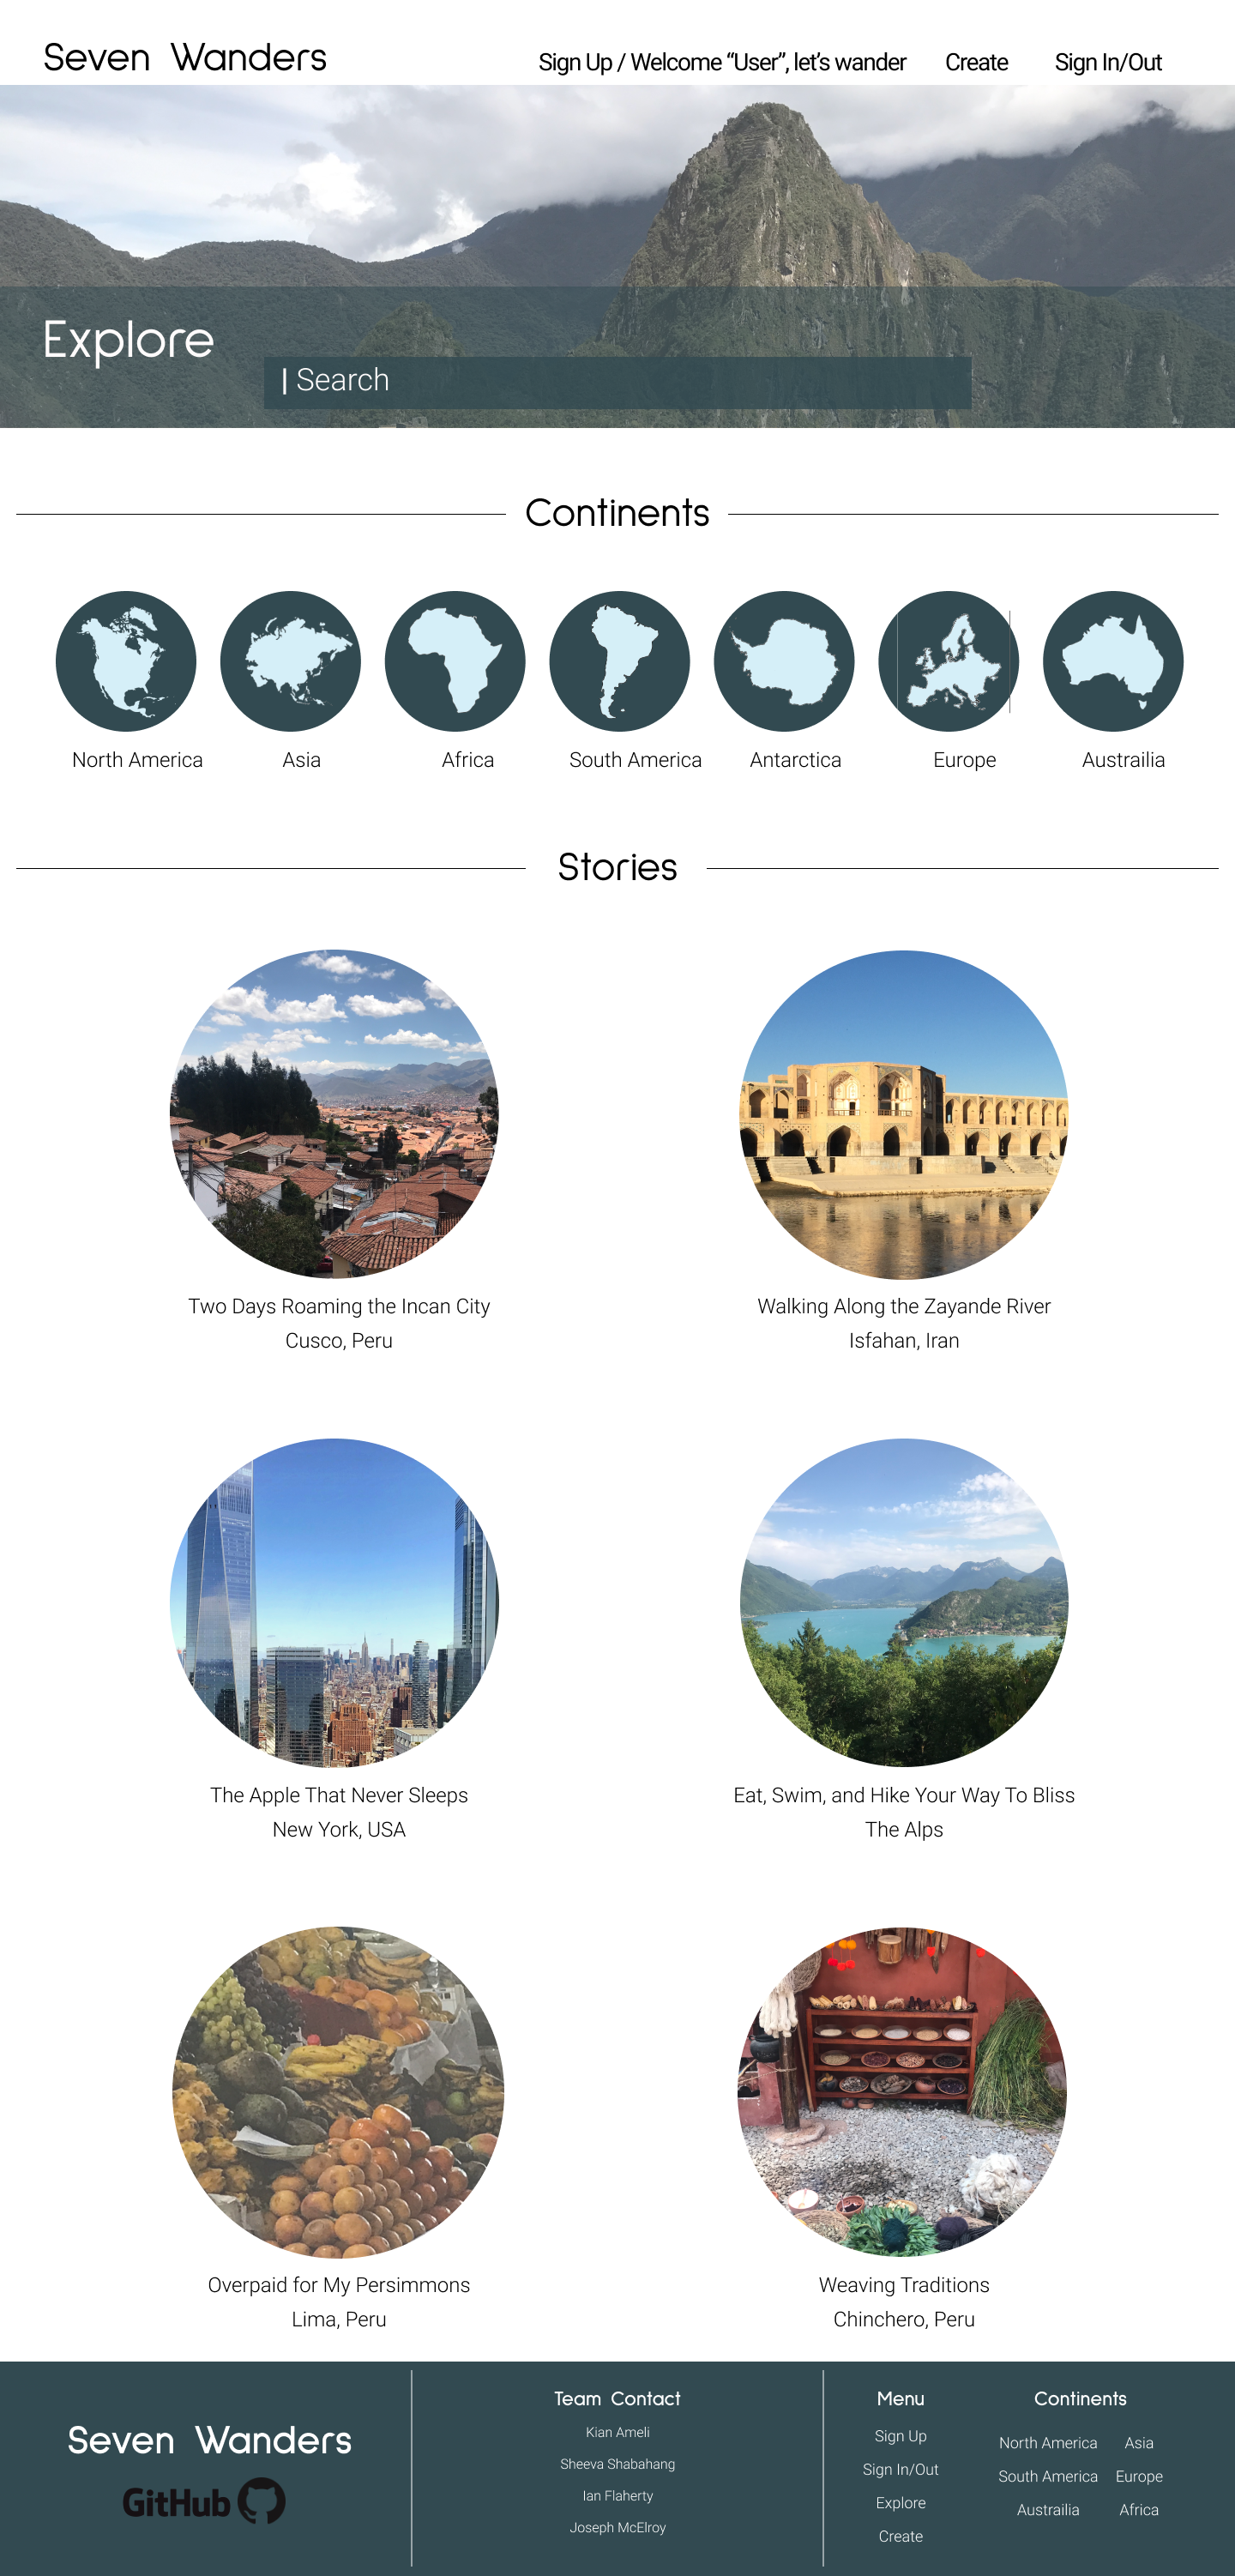 Seven Wanders
Sign Up / Welcome “User”, let’s wander Create Sign In/Out
Explore
| Search
Continents
North America Asia Africa South America Antarctica Europe Austrailia
Stories
Two Days Roaming the Incan City
Cusco, Peru
Walking Along the Zayande River
Isfahan, Iran
The Apple That Never Sleeps
New York, USA
Eat, Swim, and Hike Your Way To Bliss
The Alps
Overpaid for My Persimmons
Lima, Peru
Weaving Traditions
Chinchero, Peru
Seven Wanders
GitHub
Team Contact
Kian Ameli
Sheeva Shabahang
Ian Flaherty
Joseph McElroy
Menu
Sign Up
Sign In/Out
Explore
Create
Continents
North America Asia
South America Europe
Austrailia Africa